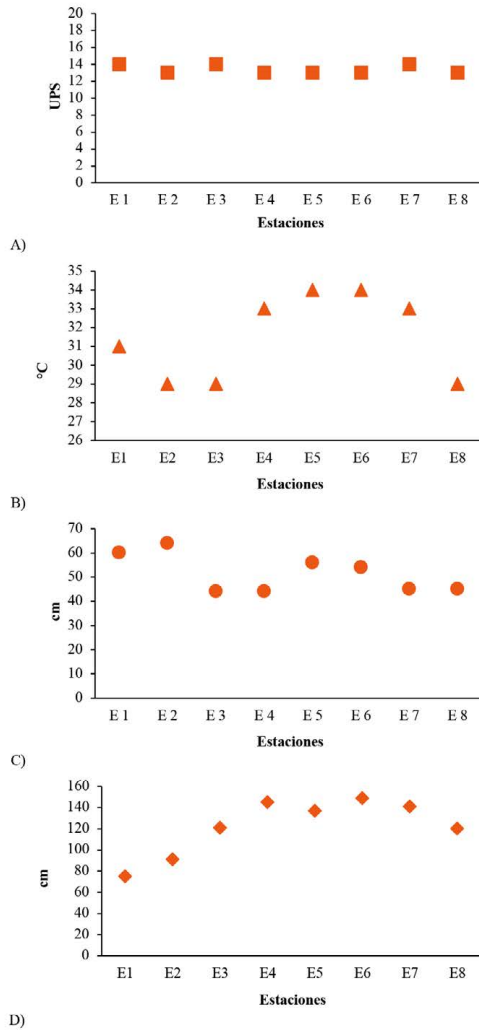 20
18
16
14
12
10
8
6
4
2
0
UPS
E 1 E 2 E 3 E 4 E 5 E 6 E 7 E 8
Estaciones
A)
35
34
33
32
31
30
29
28
27
26
°C
E1 E2 E3 E4 E5 E6 E7 E8
Estaciones
B)
70
60
50
40
30
20
10
0
cm
E 1 E 2 E 3 E 4 E 5 E 6 E 7 E 8
Estaciones
C)
160
140
120
100
80
60
40
20
0
cm
E1 E2 E3 E4 E5 E6 E7 E8
Estaciones
D)